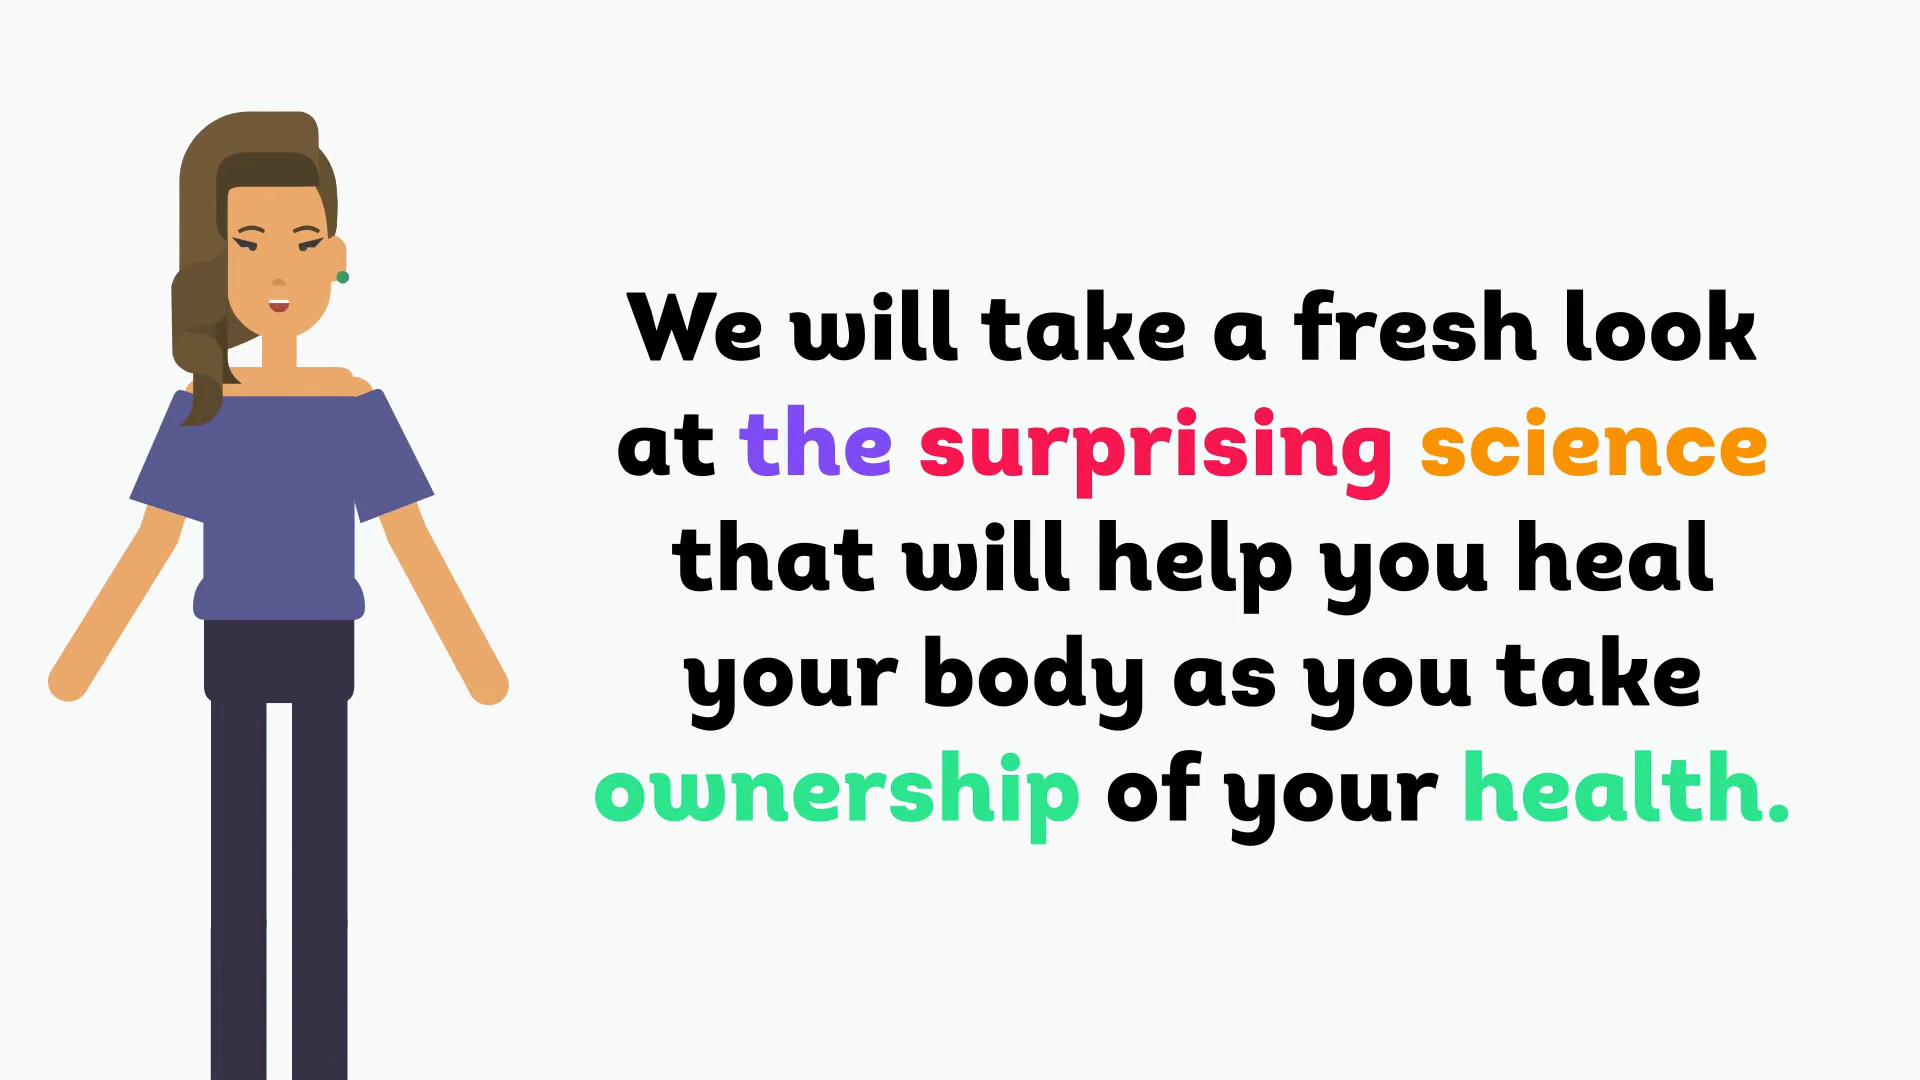 We will take a fresh look
at the surprising science
that will help you heal
your body as you take
ownership of your health.